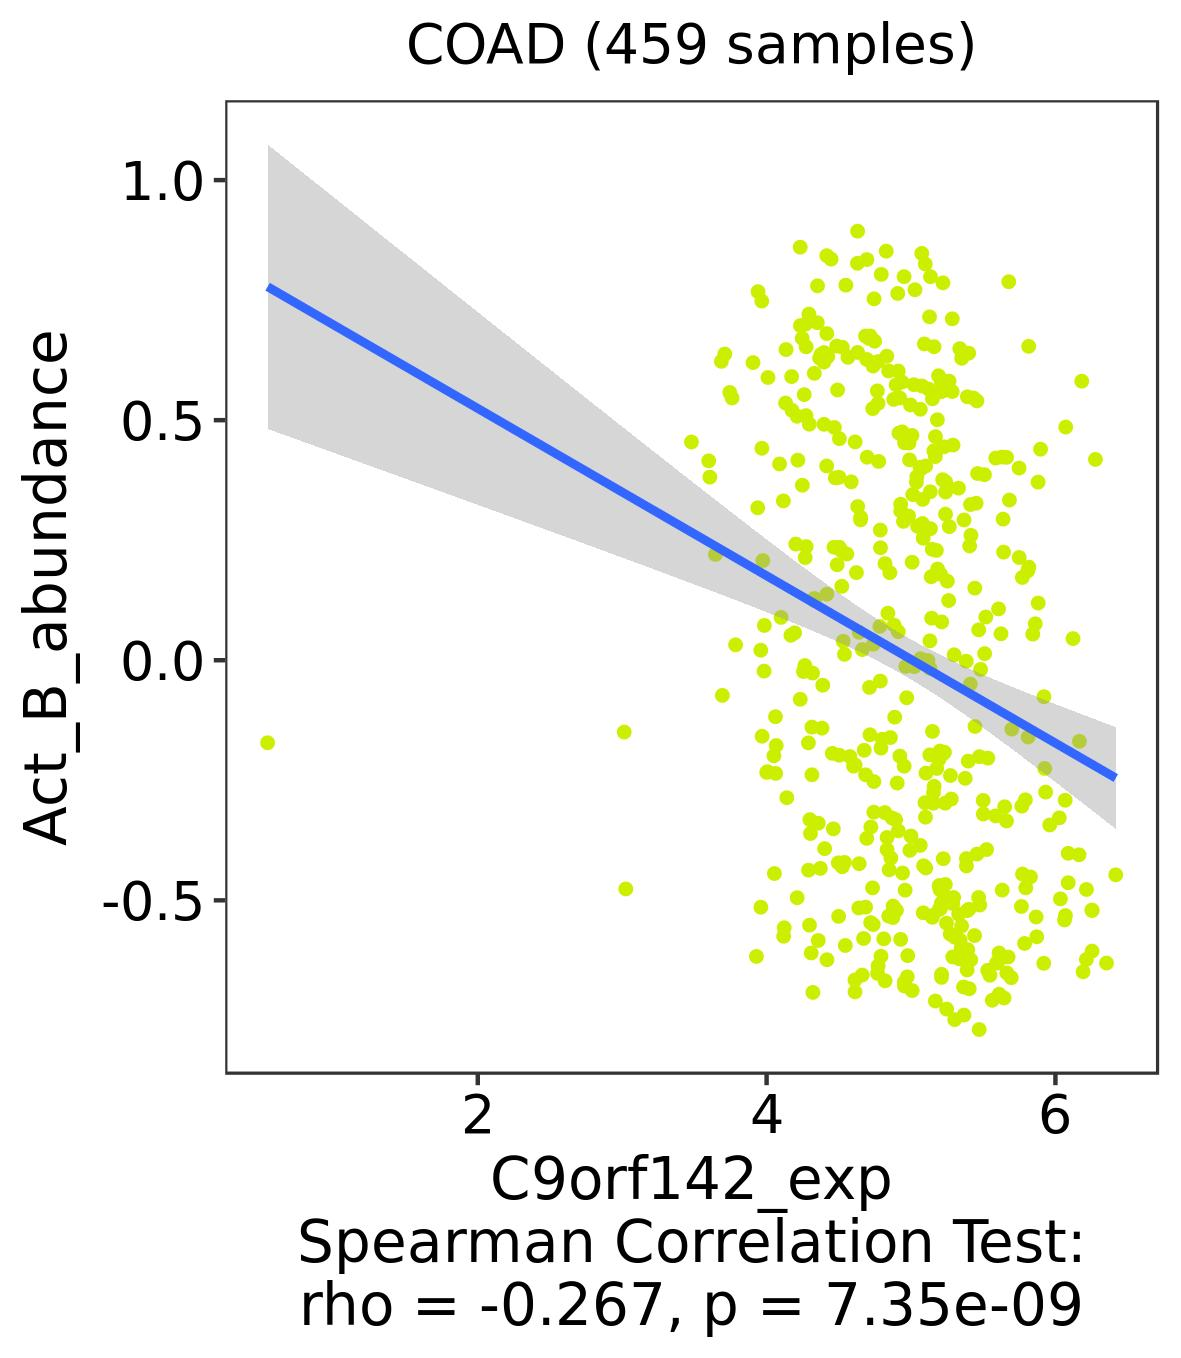 COAD (459 samples)
1.0
0.5
0.0
-0.5
Act_B_abundance
2 4 6
C9orf142_exp
Spearman Correlation Test:
rho = -0.267, p = 7.35e-09